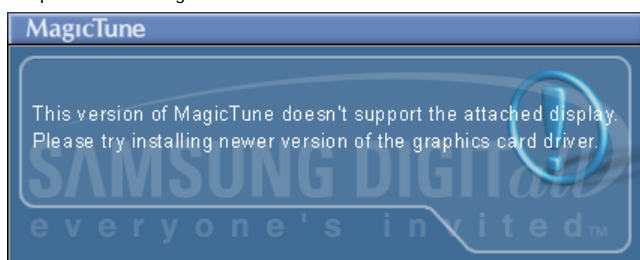 MagicTune
This version of MagicTune doesn't support the attached display.
Please try installing newer version of the graphics card driver.
SAMSUNG DIGITall
everyone's invited™